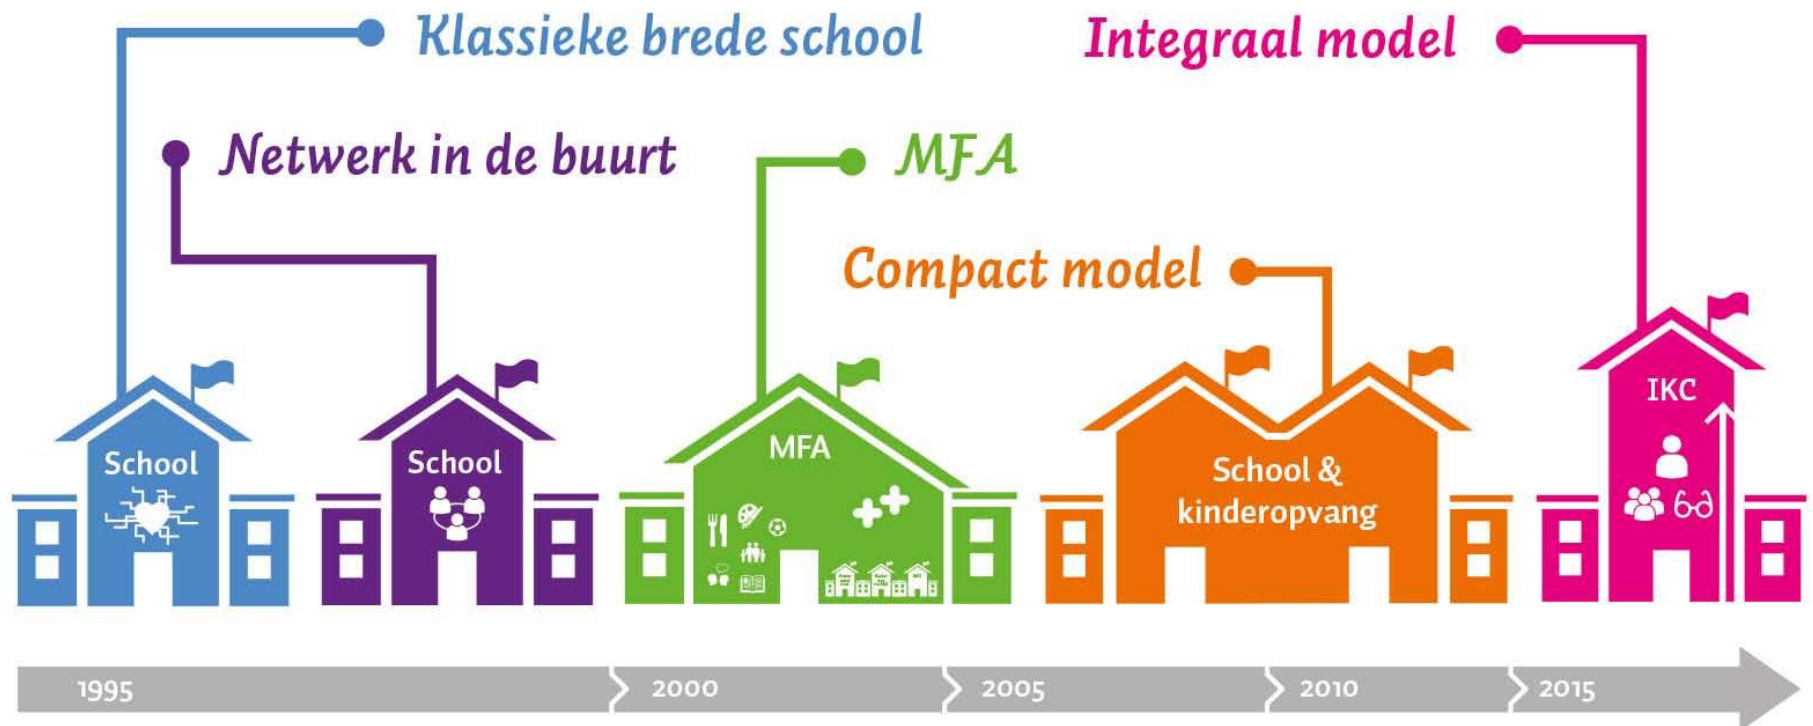 Klassieke brede school
Integraal model
Netwerk in de buurt
MFA
Compact model
School
School
MFA
School &
kinderopvang
IKC
1995
2000
2005
2010
2015